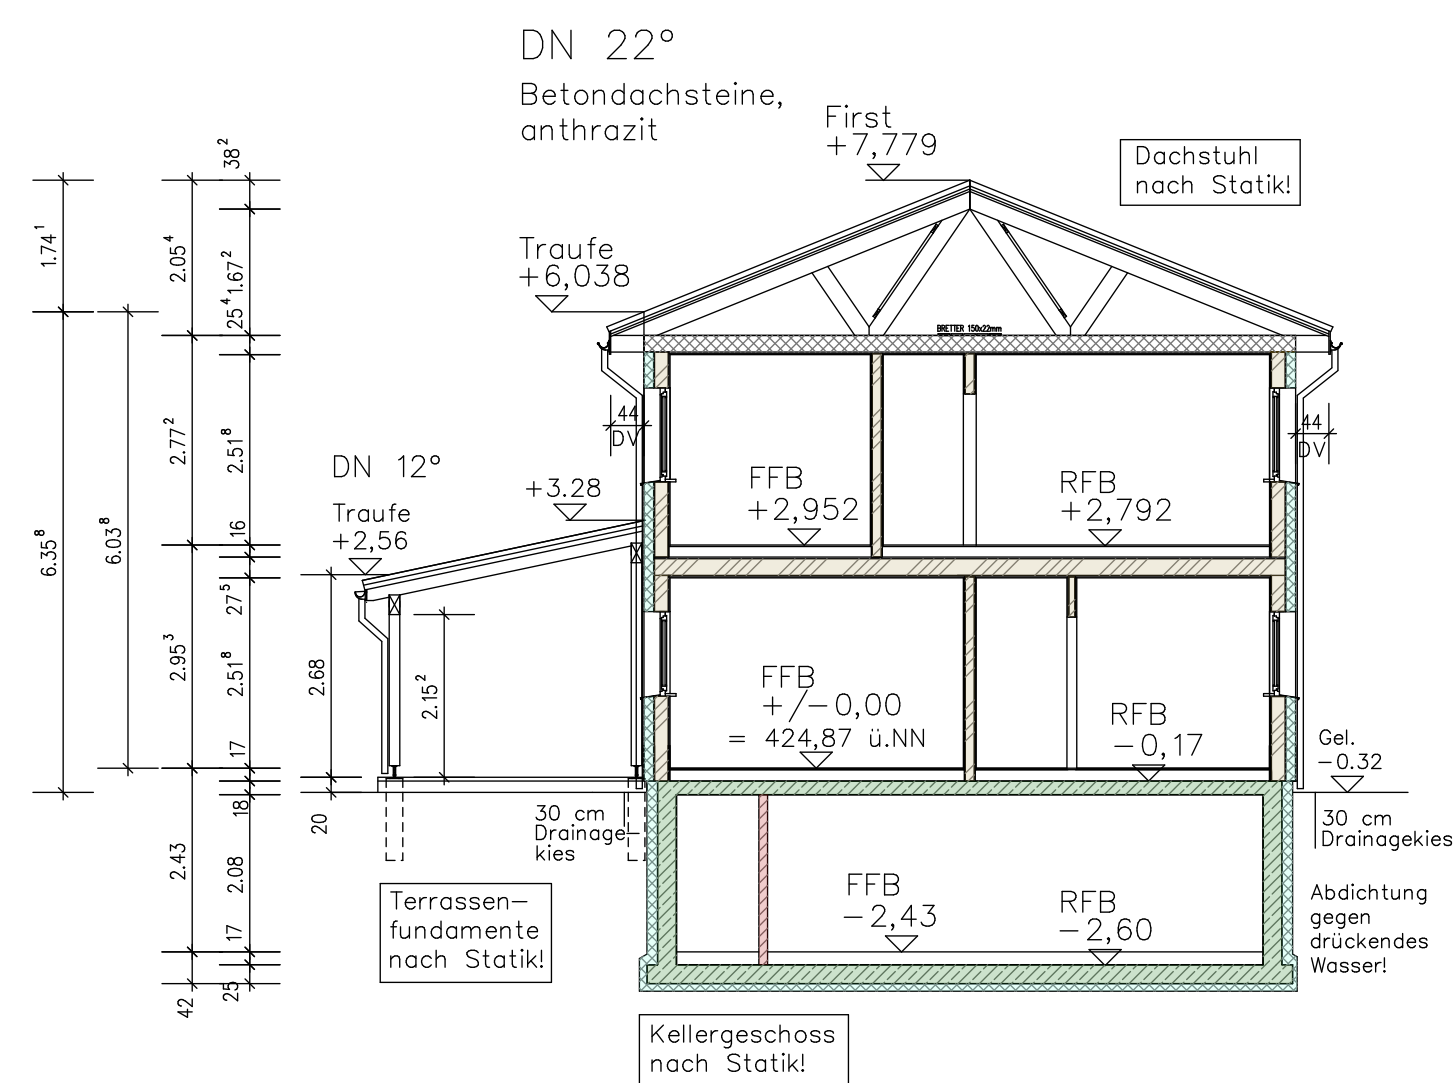 DN 22°
Betondachsteine,
anthrazit
First
+7,779
Dachstuhl
nach Statik!
Traufe
+6,038
BRETTER 150x22mm
38²
1.74¹
2.05⁴
1.67²
25⁴
44
DV
44
DV
2.77²
2.51⁸
DN 12°
+3.28
Traufe
+2,56
FFB
+2,952
RFB
+2,792
6.35⁸
6.03⁸
16
27⁵
2.95³
2.51⁸
2.68
2.15²
17
FFB
+/-0,00
= 424,87 ü.NN
RFB
-0,17
Gel.
-0.32
18
20
30 cm
Drainage-
kies
30 cm
Drainagekies
2.43
2.08
17
25
42
FFB
-2,43
RFB
-2,60
Terrassen-
fundamente
nach Statik!
Abdichtung
gegen
drückendes
Wasser!
Kellergeschoss
nach Statik!